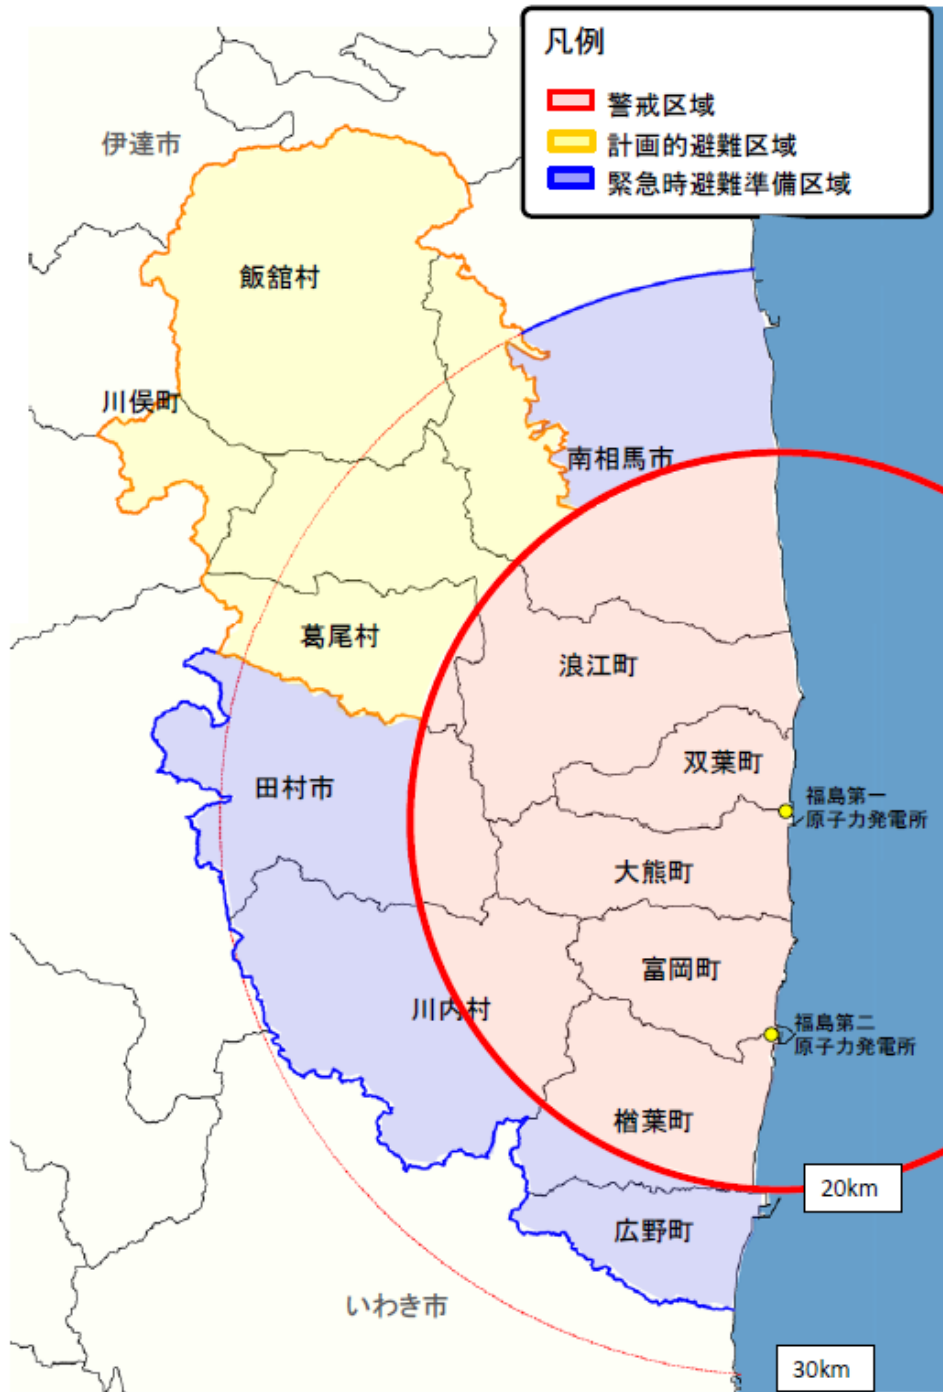 凡例
警戒区域
計画的避難区域
緊急時避難準備区域
伊達市
飯舘村
川俣町
南相馬市
葛尾村
浪江町
双葉町
田村市
福島第一
原子力発電所
大熊町
富岡町
川内村
福島第二
原子力発電所
楢葉町
20km
広野町
いわき市
30km